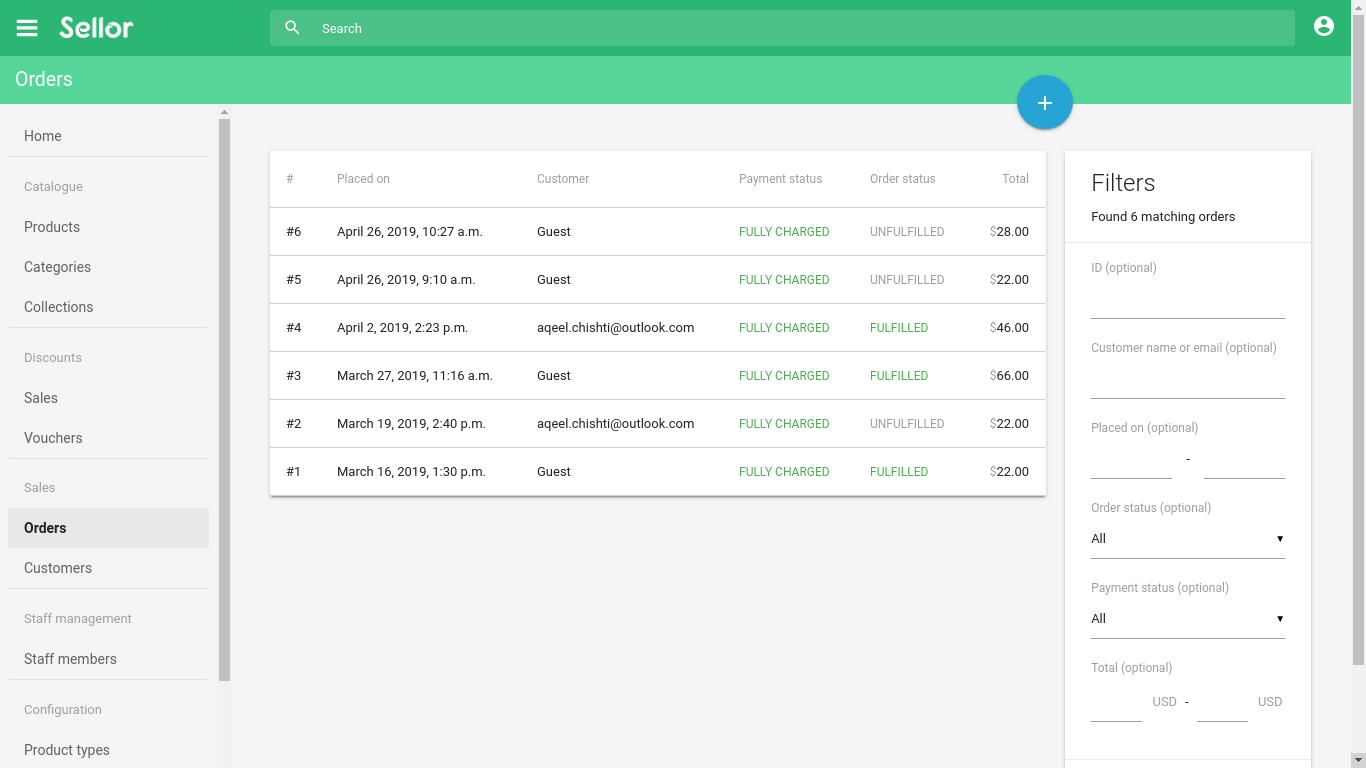 Sellor
Search
Orders
Home
Catalogue
Products
Categories
Collections
Discounts
Sales
Vouchers
Sales
Orders
Customers
Staff management
Staff members
Configuration
Product types
# Placed on Customer Payment status Order status Total
#6 April 26, 2019, 10:27 a.m. Guest FULLY CHARGED UNFULFILLED $28.00
#5 April 26, 2019, 9:10 a.m. Guest FULLY CHARGED UNFULFILLED $22.00
#4 April 2, 2019, 2:23 p.m. aqeel.chishti@outlook.com FULLY CHARGED FULFILLED $46.00
#3 March 27, 2019, 11:16 a.m. Guest FULLY CHARGED FULFILLED $66.00
#2 March 19, 2019, 2:40 p.m. aqeel.chishti@outlook.com FULLY CHARGED UNFULFILLED $22.00
#1 March 16, 2019, 1:30 p.m. Guest FULLY CHARGED FULFILLED $22.00
Filters
Found 6 matching orders
ID (optional)
Customer name or email (optional)
Placed on (optional)
-
Order status (optional)
All
Payment status (optional)
All
Total (optional)
USD - USD